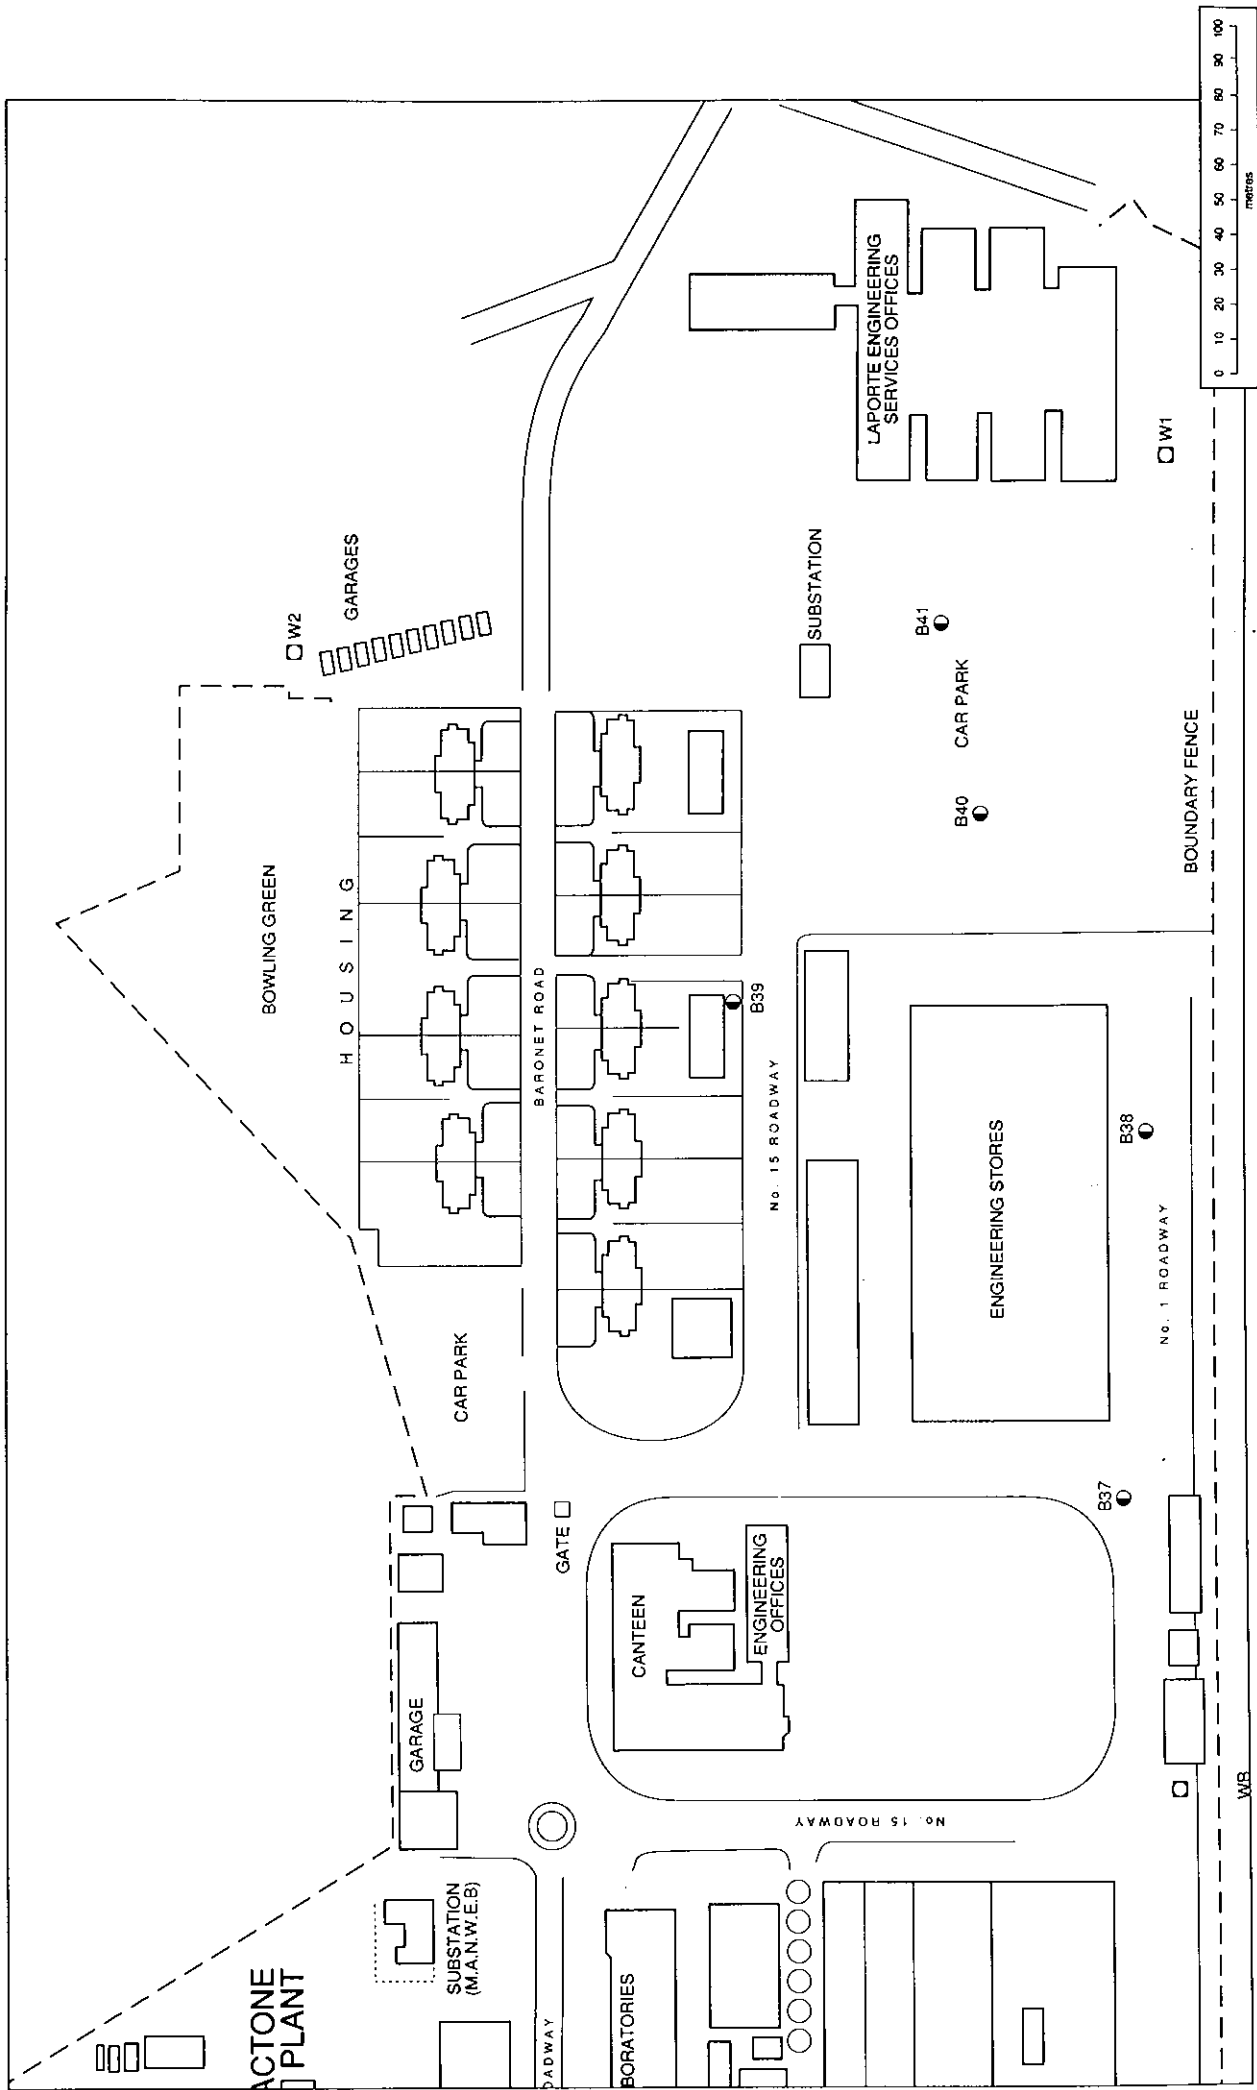 ACTONE
PLANT
SUBSTATION
(M.A.N.W.E.B)
GARAGE
CAR PARK
BOWLING GREEN
HOUSING
GARAGES
W2
OADWAY
GATE
BARONET ROAD
BORATORIES
CANTEEN
ENGINEERING
OFFICES
No. 15 ROADWAY
No. 15 ROADWAY
B39
SUBSTATION
LAPORTE ENGINEERING
SERVICES OFFICES
ENGINEERING STORES
B40
CAR PARK
B41
B37
B38
No. 1 ROADWAY
BOUNDARY FENCE
W1
WB
0 10 20 30 40 50 60 70 80 90 100
metres